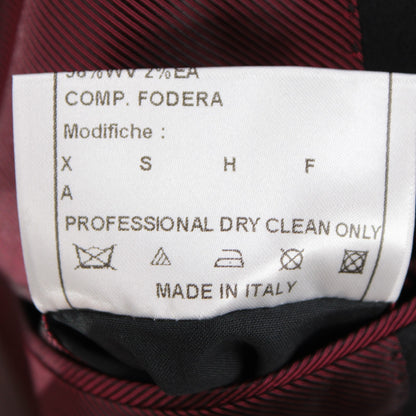 98%WV 2%EA
COMP. FODERA
Modifiche :
X S H F
A
PROFESSIONAL DRY CLEAN ONLY
MADE IN ITALY